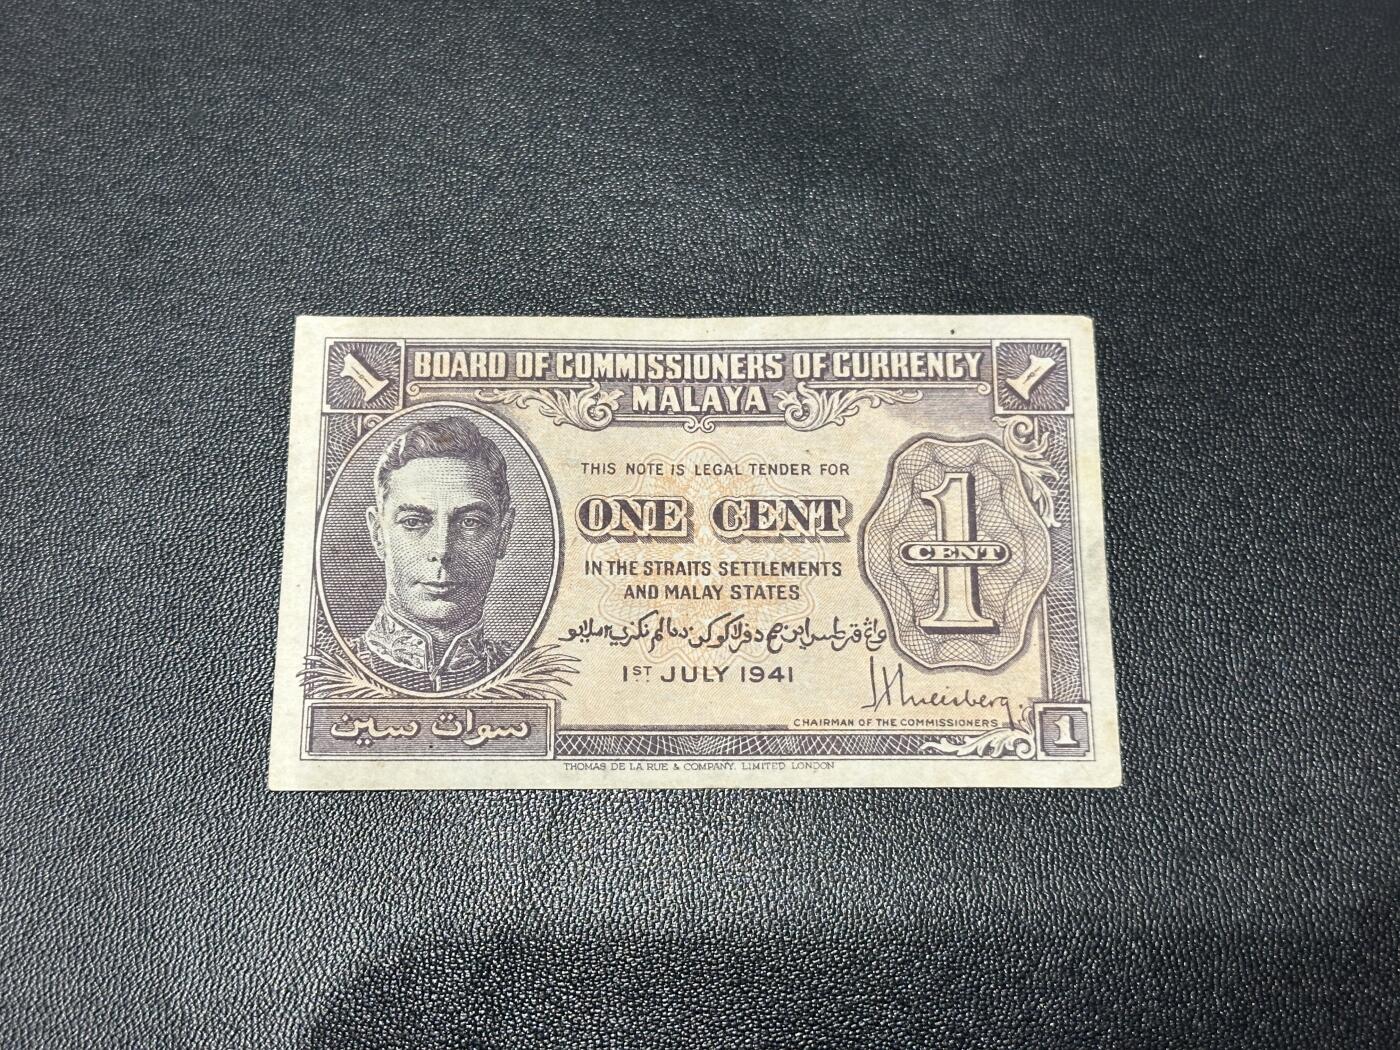 1 BOARD OF COMMISSIONERS OF CURRENCY 1
MALAYA
THIS NOTE IS LEGAL TENDER FOR
ONE CENT
1 CENT
IN THE STRAITS SETTLEMENTS
AND MALAY STATES
1ST JULY 1941
CHAIRMAN OF THE COMMISSIONERS
سوات سين
1
THOMAS DE LA RUE & COMPANY, LIMITED LONDON